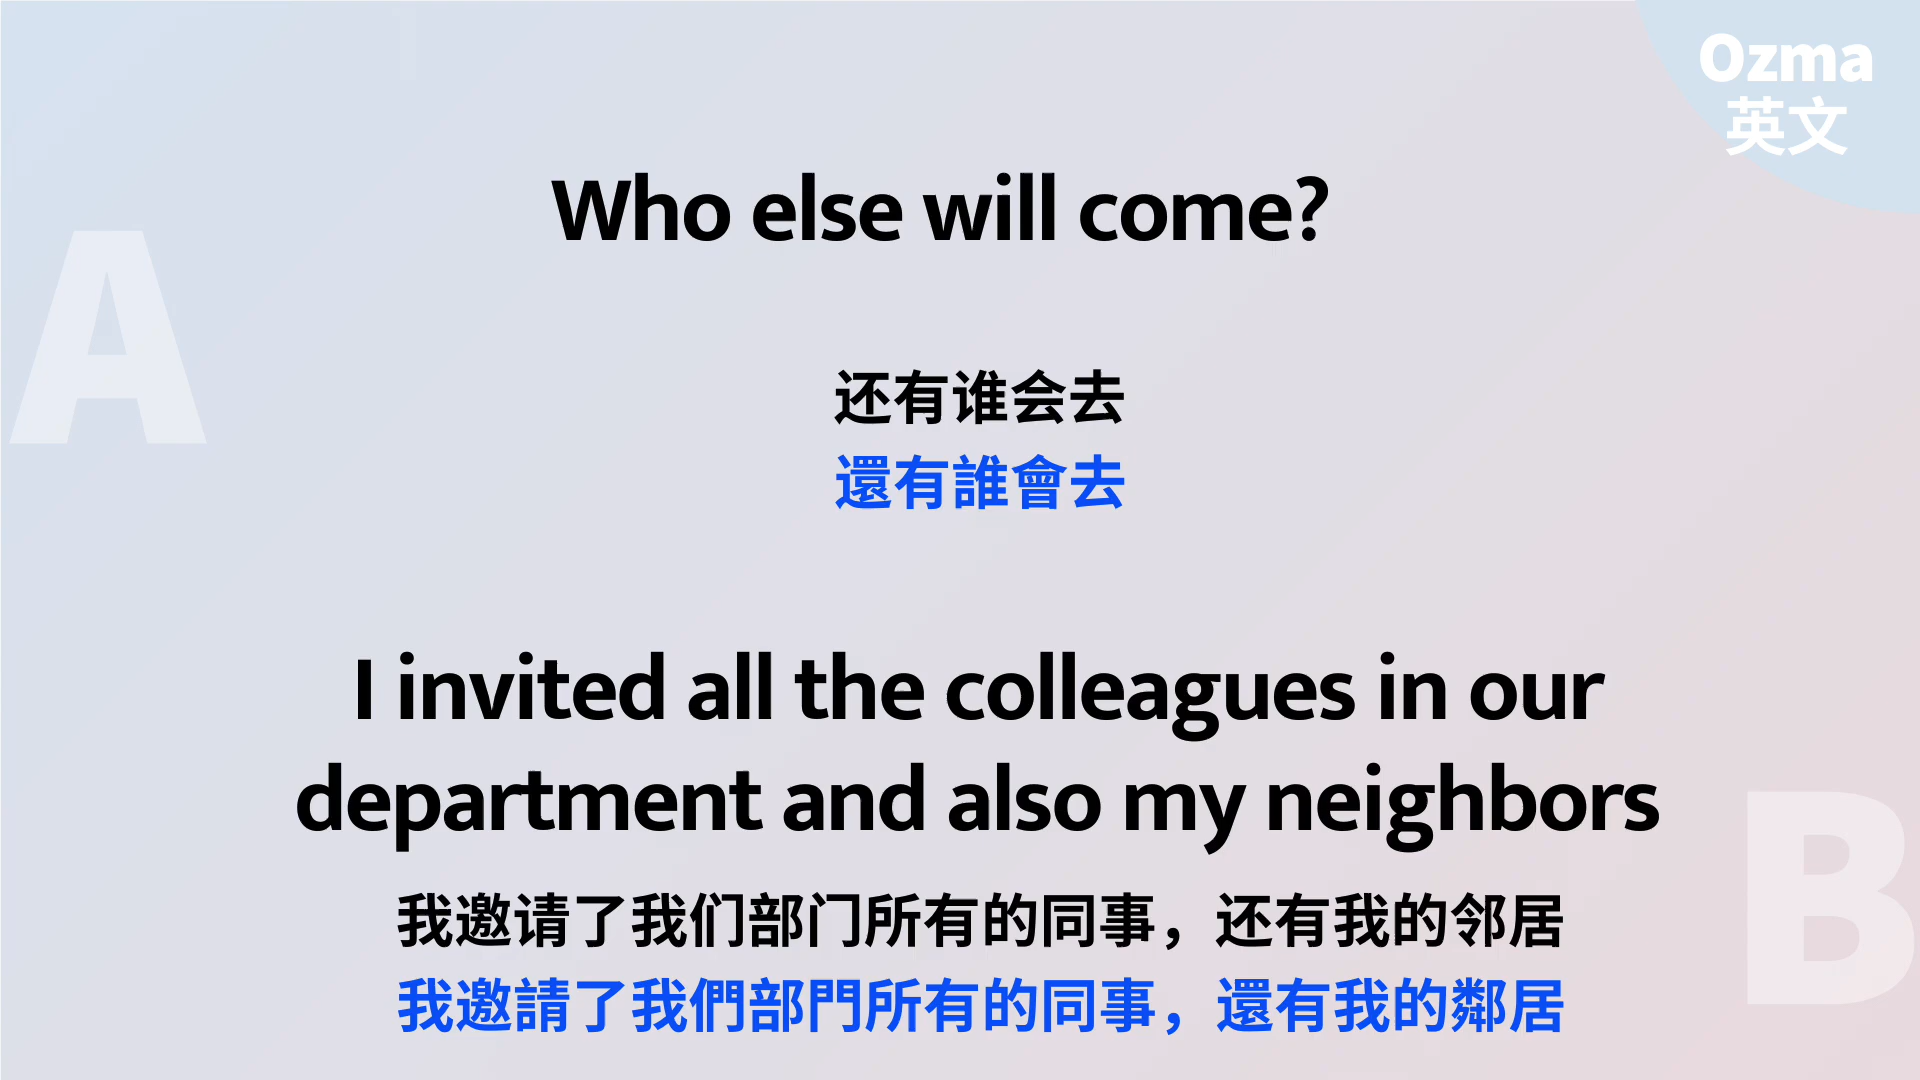 Ozma
英文
Who else will come?
A
还有谁会去
還有誰會去
I invited all the colleagues in our
department and also my neighbors
B
我邀请了我们部门所有的同事，还有我的邻居
我邀請了我們部門所有的同事，還有我的鄰居